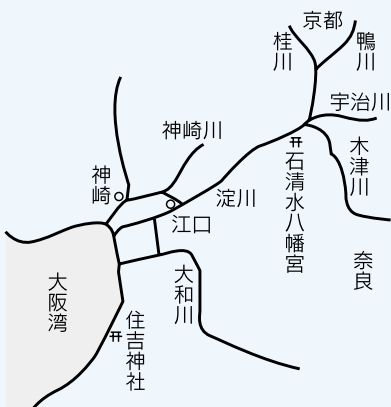 京都
桂川
鴨川
宇治川
神崎川
木津川
石清水八幡宮
神崎
淀川
江口
奈良
大和川
大阪湾
住吉神社